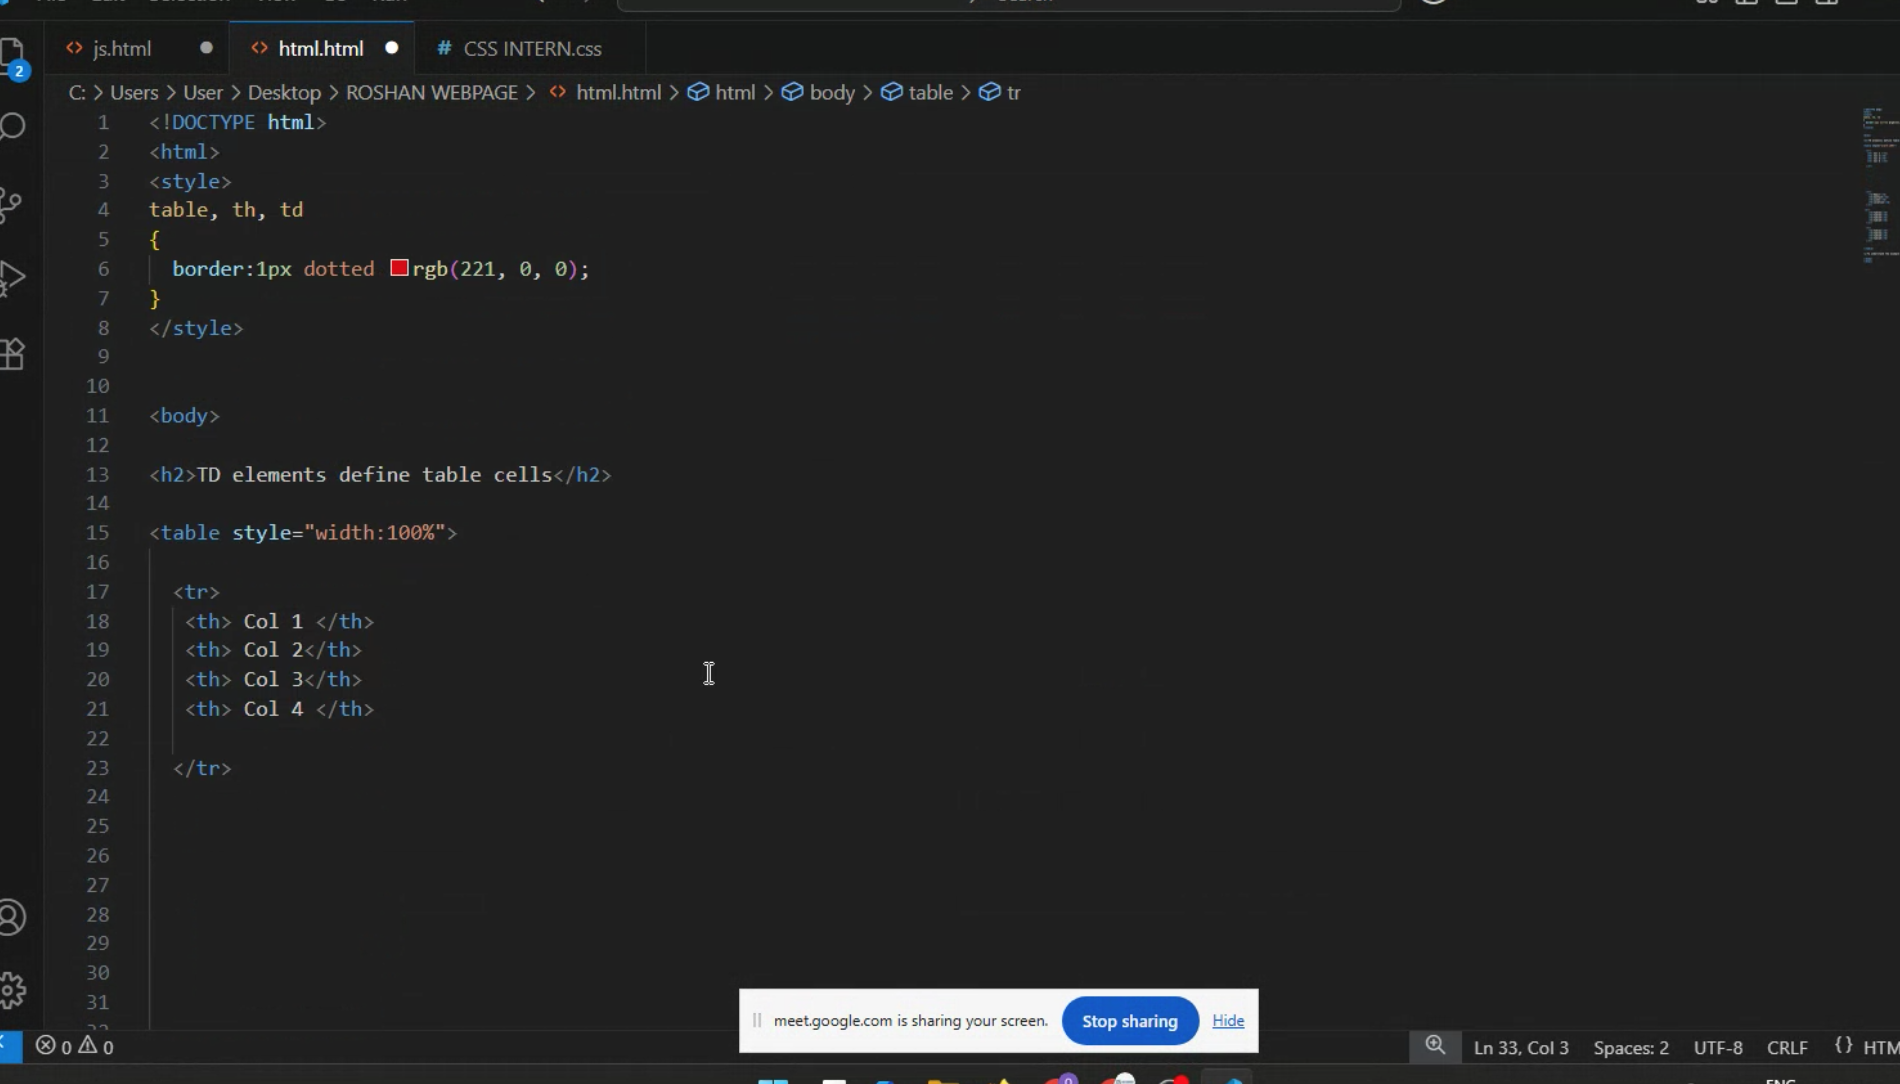 js.html
html.html
# CSS INTERN.css
2
C: > Users > User > Desktop > ROSHAN WEBPAGE > <> html.html > html > body > table > tr
1 <!DOCTYPE html>
2 <html>
3 <style>
4 table, th, td
5 {
6 border:1px dotted rgb(221, 0, 0);
7 }
8 </style>
9
10
11 <body>
12
13 <h2>TD elements define table cells</h2>
14
15 <table style="width:100%">
16
17 <tr>
18 <th> Col 1 </th>
19 <th> Col 2</th>
20 <th> Col 3</th>
21 <th> Col 4 </th>
22
23 </tr>
24
25
26
27
28
29
30
31
meet.google.com is sharing your screen. Stop sharing Hide
0 0 Ln 33, Col 3 Spaces: 2 UTF-8 CRLF {} HTM